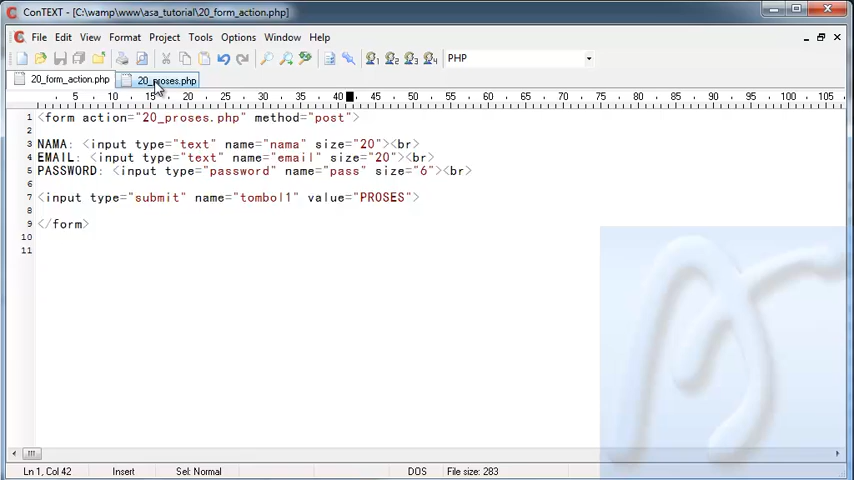 ConTEXT - [C:\wamp\www\asa_tutorial\20_form_action.php]
File Edit View Format Project Tools Options Window Help
1 2 3 4 PHP
20_form_action.php 20_proses.php
5 10 15 20 25 30 35 40 45 50 55 60 65 70 75 80 85 90 95 100 105
1 <form action="20_proses.php" method="post">
2
3 NAMA: <input type="text" name="nama" size="20"><br>
4 EMAIL: <input type="text" name="email" size="20"><br>
5 PASSWORD: <input type="password" name="pass" size="6"><br>
6
7 <input type="submit" name="tombol1" value="PROSES">
8
9 </form>
10
11
Ln 1, Col 42 Insert Sel: Normal DOS File size: 283